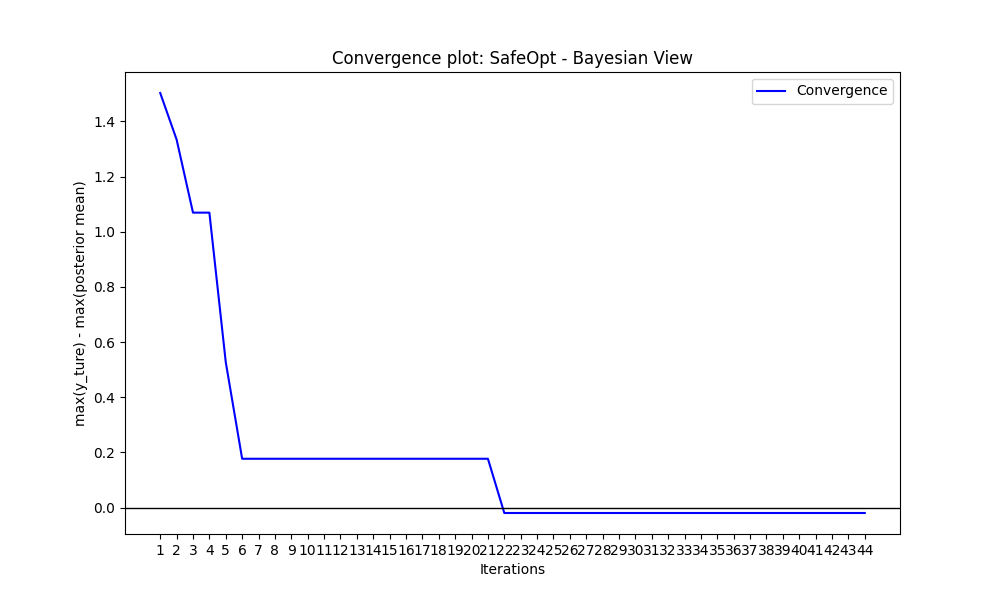 Convergence plot: SafeOpt - Bayesian View
Convergence
max(y_ture) - max(posterior mean)
1.4
1.2
1.0
0.8
0.6
0.4
0.2
0.0
1 2 3 4 5 6 7 8 9 10 11 12 13 14 15 16 17 18 19 20 21 22 23 24 25 26 27 28 29 30 31 32 33 34 35 36 37 38 39 40 41 42 43 44
Iterations